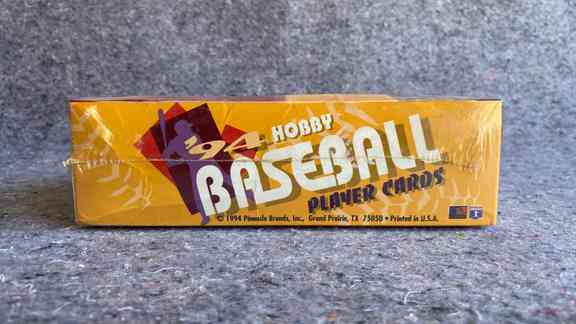 '94 HOBBY
BASEBALL
PLAYER CARDS
© 1994 Pinnacle Brands, Inc., Grand Prairie, TX 75050 • Printed in U.S.A.